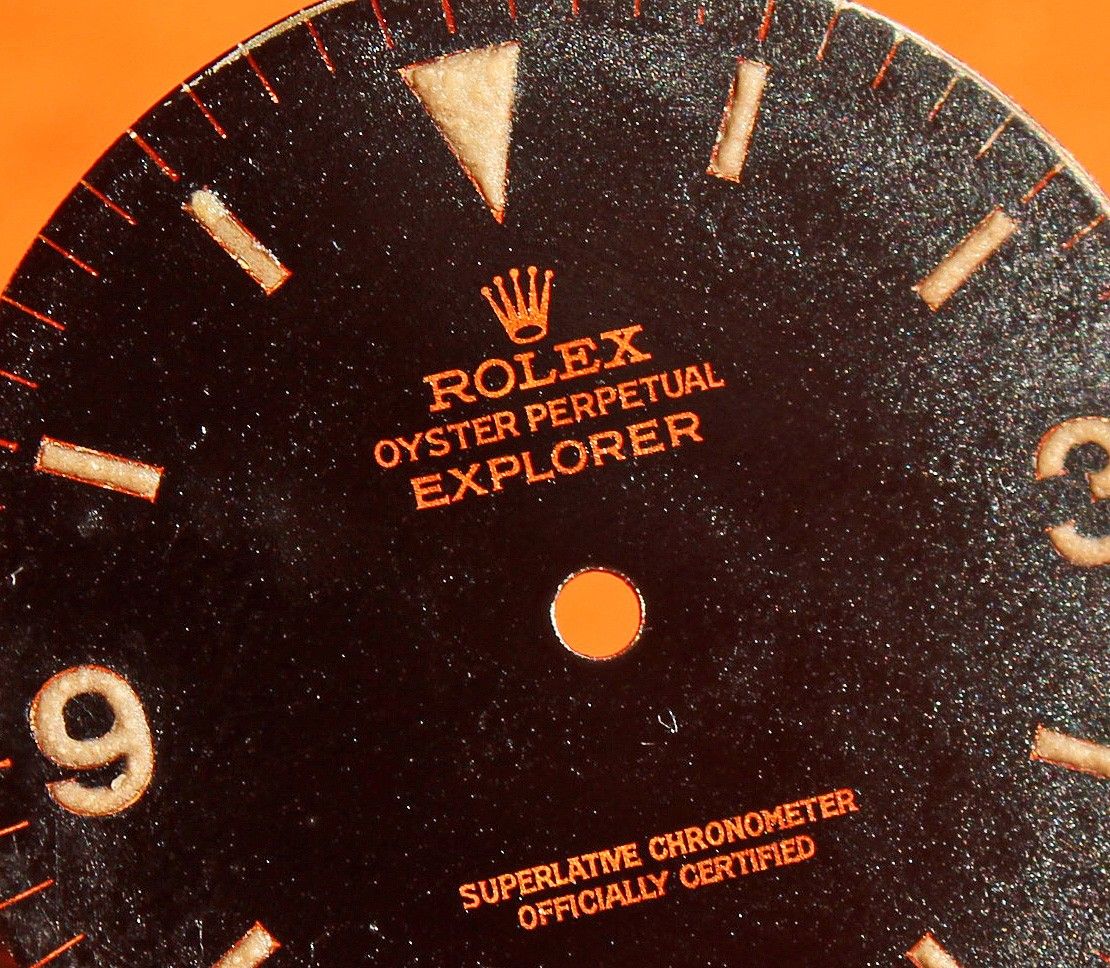 ROLEX
OYSTER PERPETUAL
EXPLORER
3
9
SUPERLATIVE CHRONOMETER
OFFICIALLY CERTIFIED